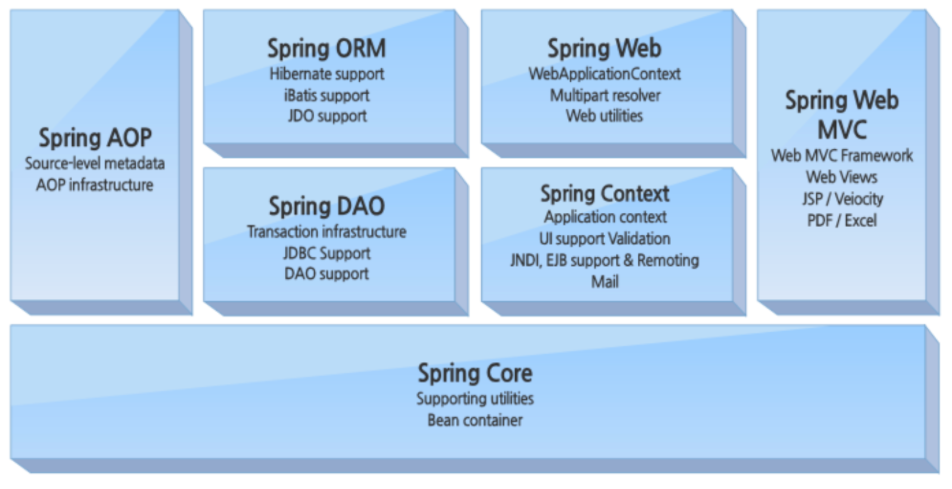 Spring AOP
Source-level metadata
AOP infrastructure
Spring ORM
Hibernate support
iBatis support
JDO support
Spring Web
WebApplicationContext
Multipart resolver
Web utilities
Spring DAO
Transaction infrastructure
JDBC Support
DAO support
Spring Context
Application context
UI support Validation
JNDI, EJB support & Remoting
Mail
Spring Web
MVC
Web MVC Framework
Web Views
JSP / Veiocity
PDF / Excel
Spring Core
Supporting utilities
Bean container